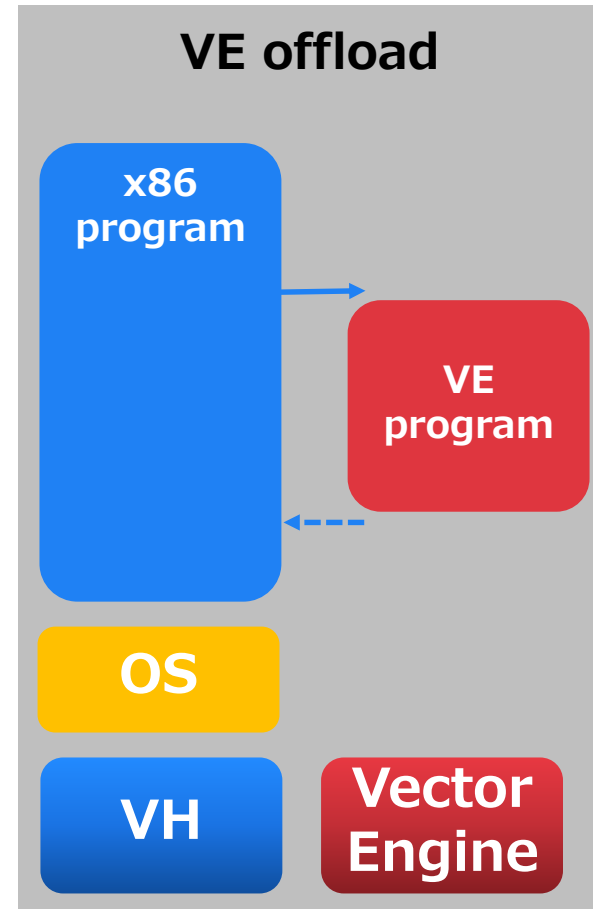 VE offload
x86
program
VE
program
OS
VH
Vector
Engine